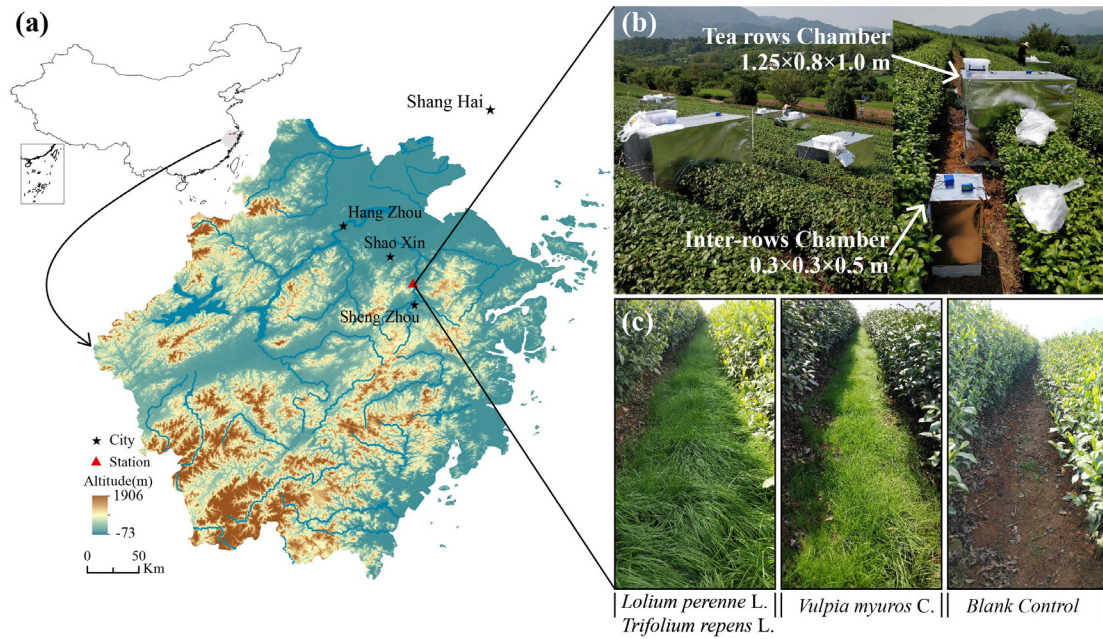 (a)
Shang Hai
Hang Zhou
Shao Xin
Sheng Zhou
City
Station
Altitude(m)
1906
-73
0 50
Km
(b)
Tea rows Chamber
1.25×0.8×1.0 m
Inter-rows Chamber
0.3×0.3×0.5 m
(c)
Lolium perenne L.
Trifolium repens L.
Vulpia myuros C.
Blank Control